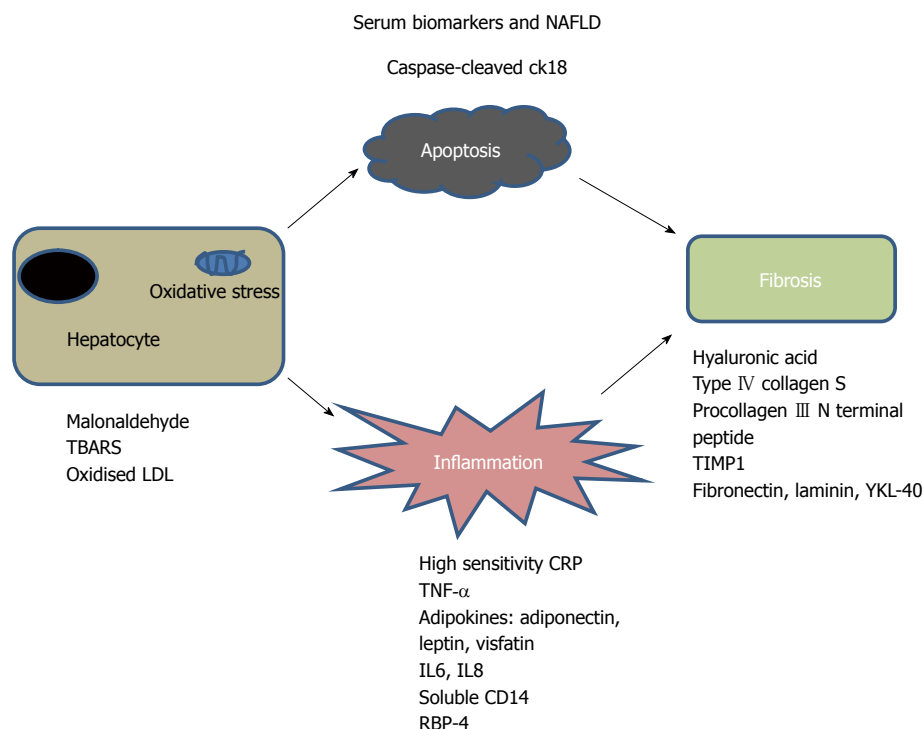 Serum biomarkers and NAFLD
Caspase-cleaved ck18
Apoptosis
Oxidative stress
Hepatocyte
Malonaldehyde
TBARS
Oxidised LDL
Inflammation
High sensitivity CRP
TNF-α
Adipokines: adiponectin,
leptin, visfatin
IL6, IL8
Soluble CD14
RBP-4
Fibrosis
Hyaluronic acid
Type Ⅳ collagen S
Procollagen Ⅲ N terminal
peptide
TIMP1
Fibronectin, laminin, YKL-40